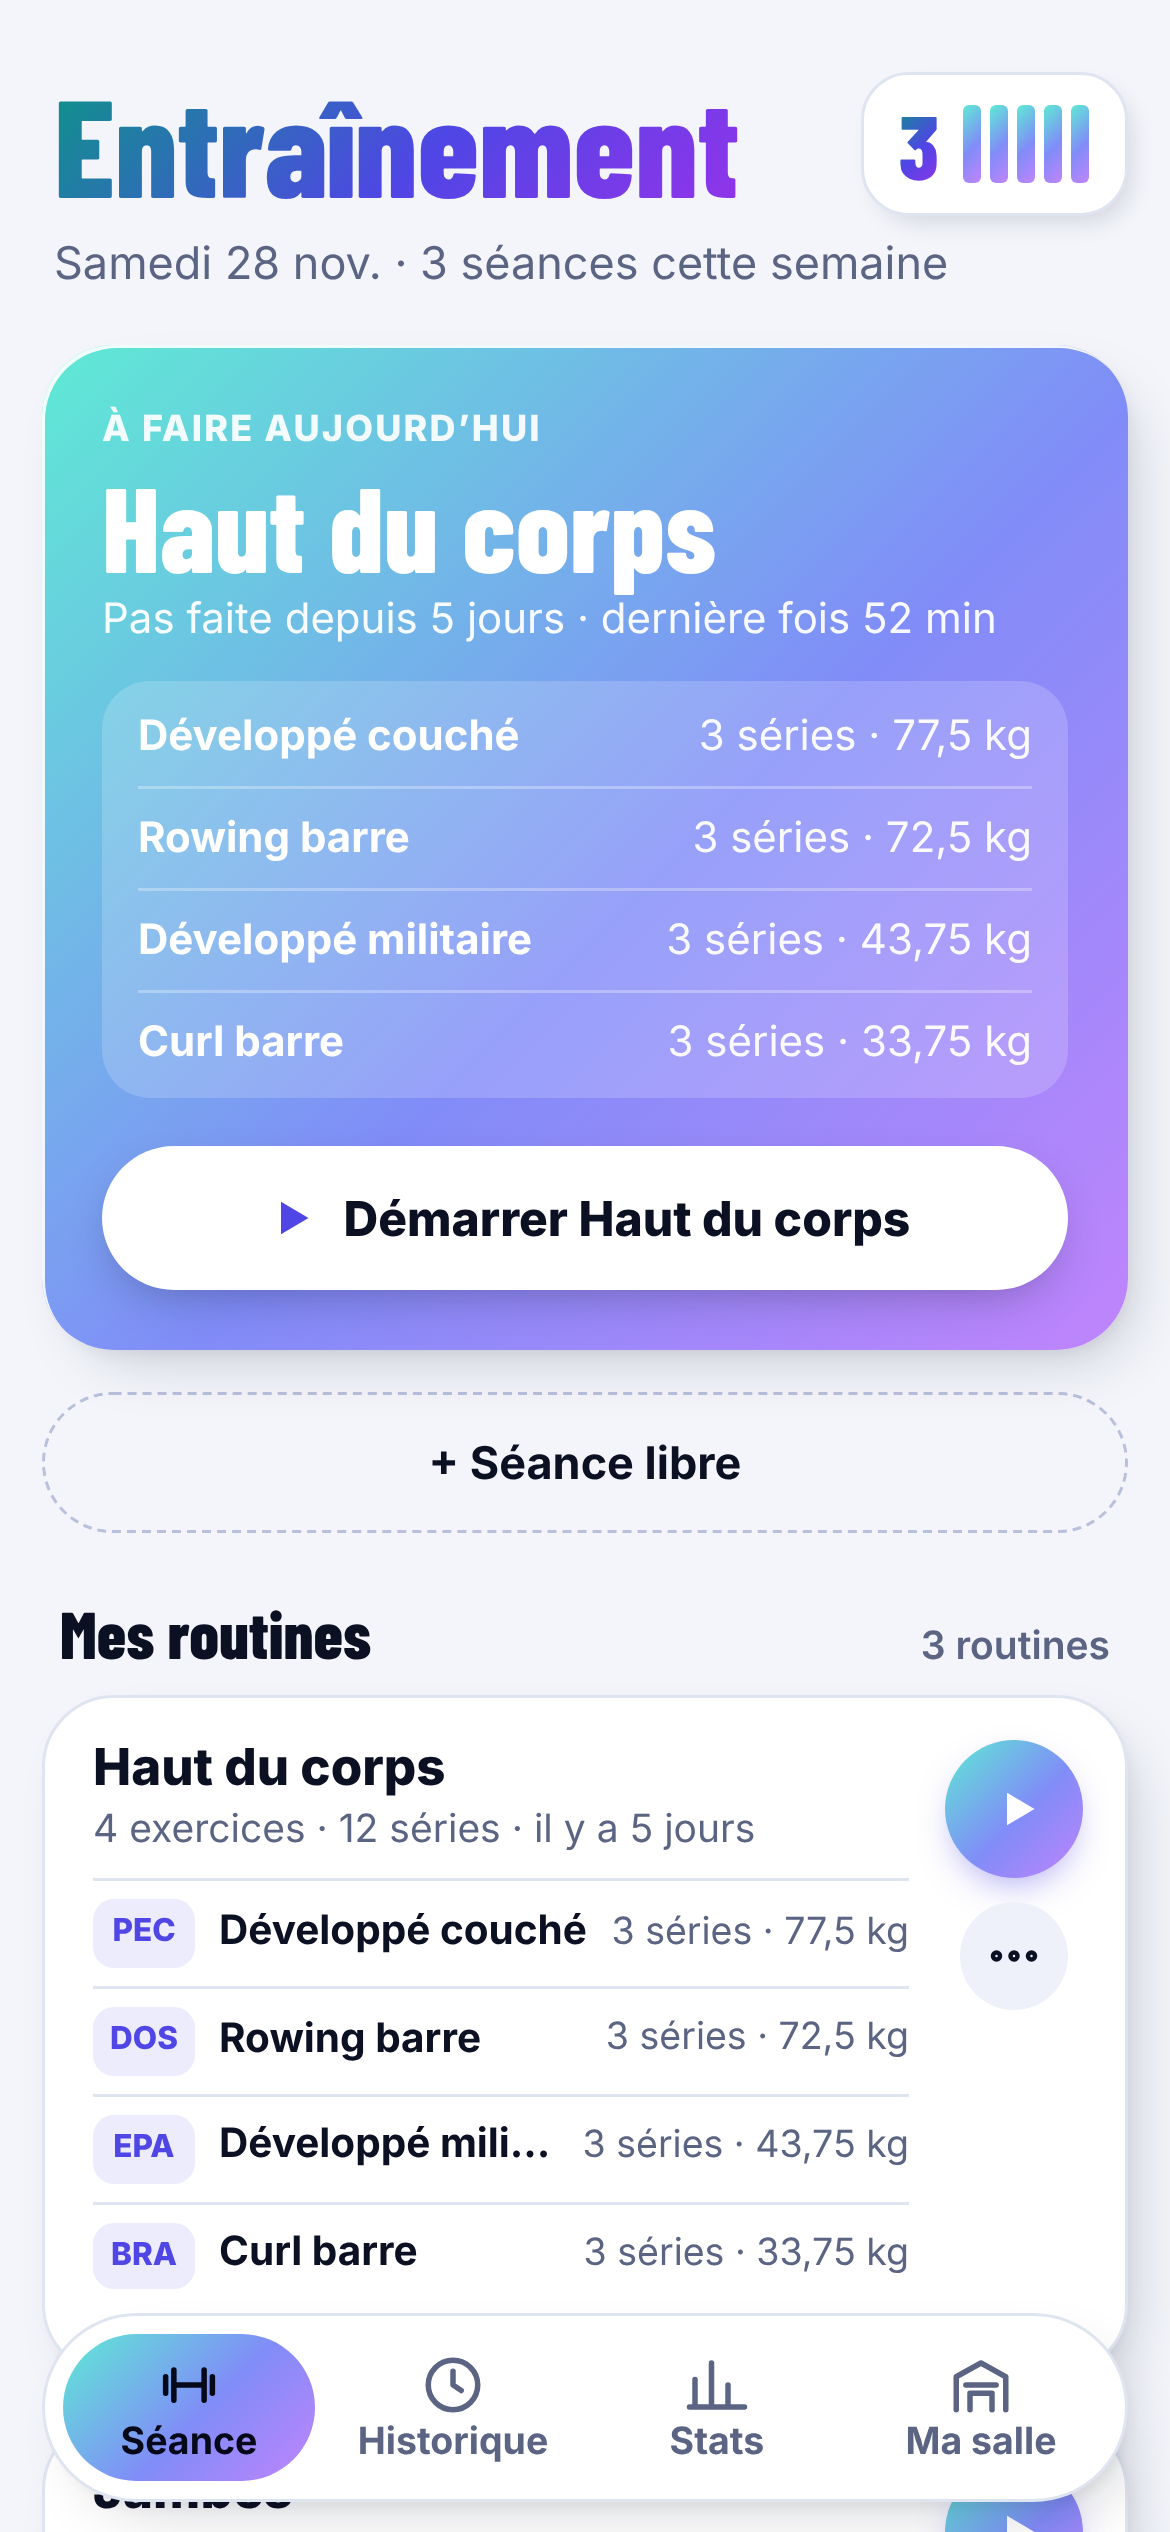 Entraînement
3
Samedi 28 nov. · 3 séances cette semaine
À FAIRE AUJOURD’HUI
Haut du corps
Pas faite depuis 5 jours · dernière fois 52 min
Développé couché 3 séries · 77,5 kg
Rowing barre 3 séries · 72,5 kg
Développé militaire 3 séries · 43,75 kg
Curl barre 3 séries · 33,75 kg
Démarrer Haut du corps
+ Séance libre
Mes routines 3 routines
Haut du corps
4 exercices · 12 séries · il y a 5 jours
PEC Développé couché 3 séries · 77,5 kg
DOS Rowing barre 3 séries · 72,5 kg
EPA Développé mili... 3 séries · 43,75 kg
BRA Curl barre 3 séries · 33,75 kg
Séance Historique Stats Ma salle